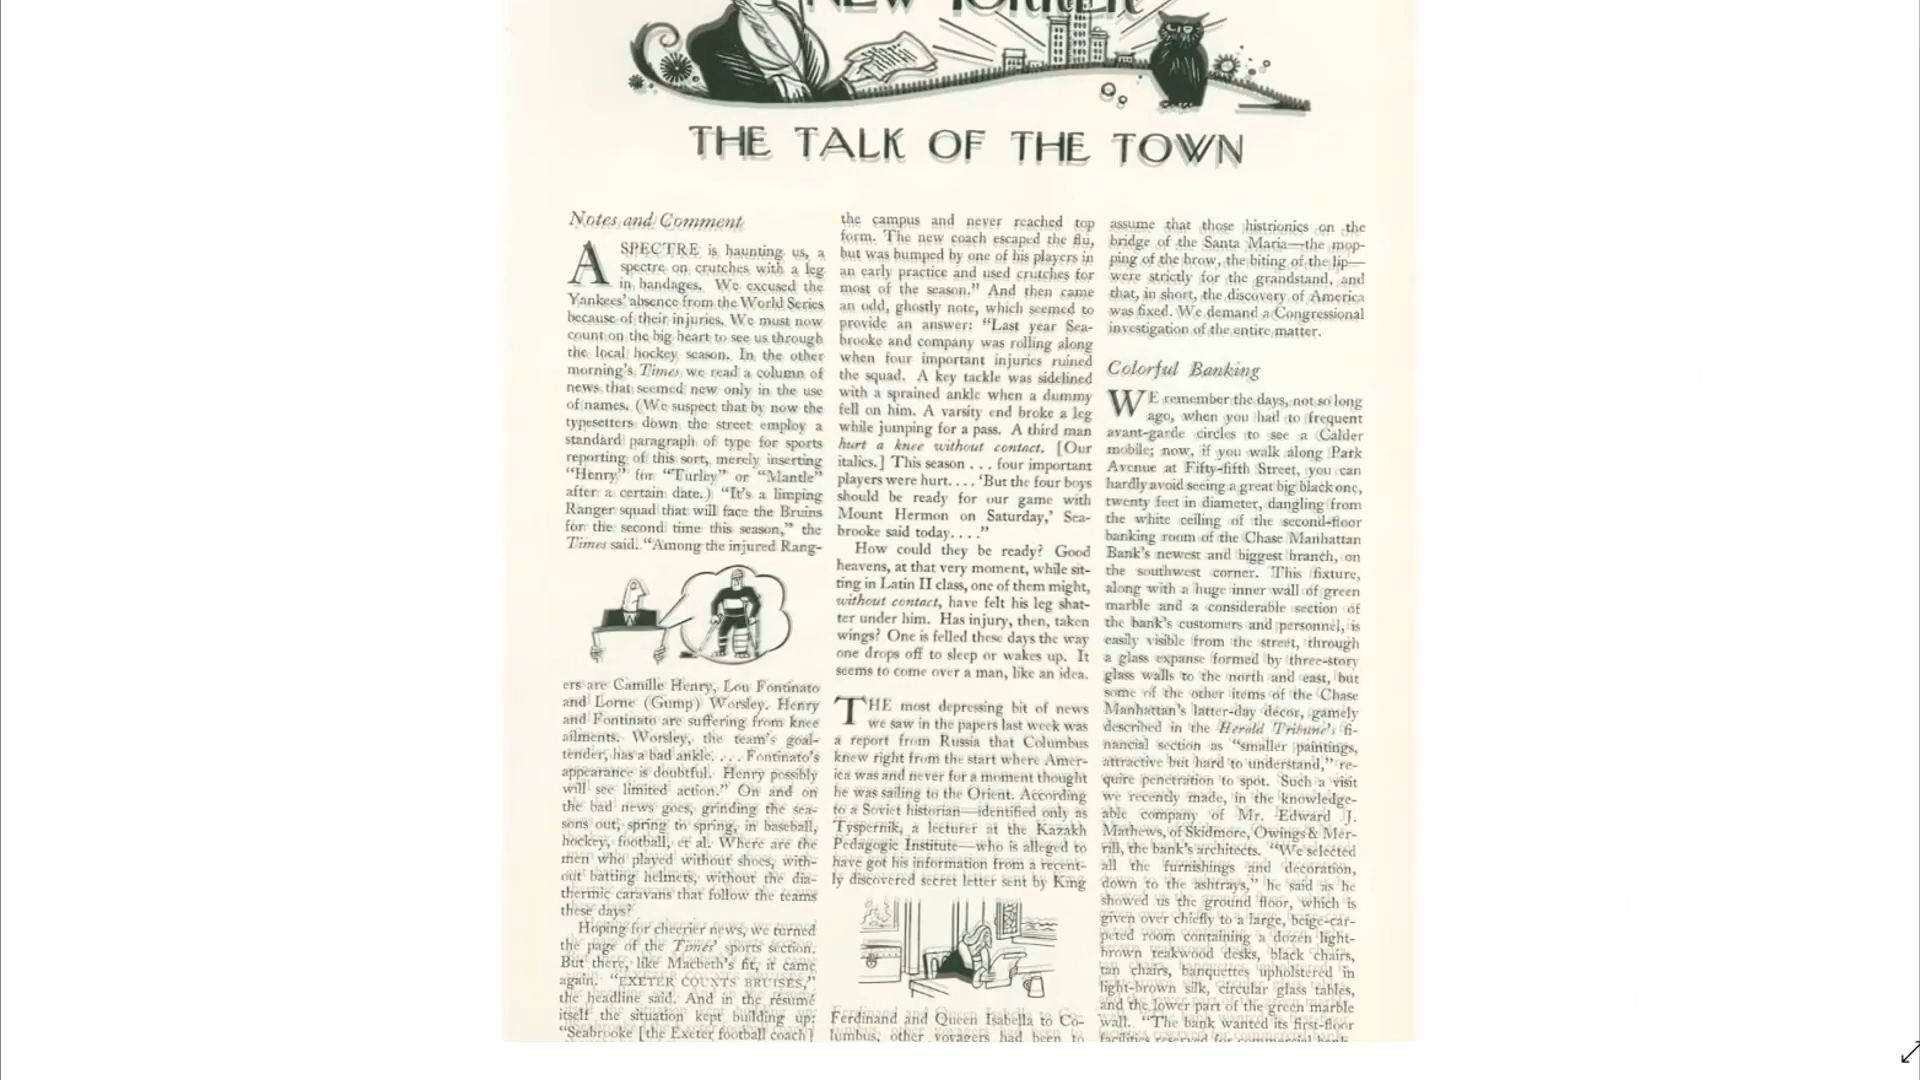 NEW YORKER
THE TALK OF THE TOWN
Notes and Comment
A SPECTRE is haunting us, a
spectre on crutches with a leg
in bandages. We excused the
Yankees' absence from the World Series
because of their injuries. We must now
count on the big heart to see us through
the local hockey season. In the other
morning's Times we read a column of
news that seemed new only in the use
of names. (We suspect that by now the
typesetters down the street employ a
standard paragraph of type for sports
reporting of this sort, merely inserting
"Henry" for "Turley" or "Mantle"
after a certain date.) "It's a limping
Ranger squad that will face the Bruins
for the second time this season," the
Times said. "Among the injured Rang-
ers are Camille Henry, Lou Fontinato
and Lorne (Gump) Worsley. Henry
and Fontinato are suffering from knee
ailments. Worsley, the team's goal-
tender, has a bad ankle. . . . Fontinato's
appearance is doubtful. Henry possibly
will see limited action." On and on
the bad news goes, grinding the sea-
sons out, spring to spring, in baseball,
hockey, football, et al. Where are the
men who played without shoes, with-
out batting helmets, without the dia-
thermic caravans that follow the teams
these days?
Hoping for cheerier news, we turned
the page of the Times' sports section.
But there, like Macbeth's fit, it came
again. "EXETER COUNTS BRUISES,"
the headline said. And in the résumé
itself the situation kept building up:
"Seabrooke [the Exeter football coach]
the campus and never reached top
form. The new coach escaped the flu,
but was bumped by one of his players in
an early practice and used crutches for
most of the season." And then came
an odd, ghostly note, which seemed to
provide an answer: "Last year Sea-
brooke and company was rolling along
when four important injuries ruined
the squad. A key tackle was sidelined
with a sprained ankle when a dummy
fell on him. A varsity end broke a leg
while jumping for a pass. A third man
hurt a knee without contact. [Our
italics.] This season . . . four important
players were hurt. . . . 'But the four boys
should be ready for our game with
Mount Hermon on Saturday,' Sea-
brooke said today. . . ."
How could they be ready? Good
heavens, at that very moment, while sit-
ting in Latin II class, one of them might,
without contact, have felt his leg shat-
ter under him. Has injury, then, taken
wings? One is felled these days the way
one drops off to sleep or wakes up. It
seems to come over a man, like an idea.
THE most depressing bit of news
we saw in the papers last week was
a report from Russia that Columbus
knew right from the start where Amer-
ica was and never for a moment thought
he was sailing to the Orient. According
to a Soviet historian—identified only as
Tyspernik, a lecturer at the Kazakh
Pedagogic Institute—who is alleged to
have got his information from a recent-
ly discovered secret letter sent by King
Ferdinand and Queen Isabella to Co-
lumbus, other voyagers had been to
assume that those histrionics on the
bridge of the Santa Maria—the mop-
ping of the brow, the biting of the lip—
were strictly for the grandstand, and
that, in short, the discovery of America
was fixed. We demand a Congressional
investigation of the entire matter.
Colorful Banking
WE remember the days, not so long
ago, when you had to frequent
avant-garde circles to see a Calder
mobile; now, if you walk along Park
Avenue at Fifty-fifth Street, you can
hardly avoid seeing a great big black one,
twenty feet in diameter, dangling from
the white ceiling of the second-floor
banking room of the Chase Manhattan
Bank's newest and biggest branch, on
the southwest corner. This fixture,
along with a huge inner wall of green
marble and a considerable section of
the bank's customers and personnel, is
easily visible from the street, through
a glass expanse formed by three-story
glass walls to the north and east, but
some of the other items of the Chase
Manhattan's latter-day décor, gamely
described in the Herald Tribune's fi-
nancial section as "smaller paintings,
attractive but hard to understand," re-
quire penetration to spot. Such a visit
we recently made, in the knowledge-
able company of Mr. Edward J.
Mathews, of Skidmore, Owings & Mer-
rill, the bank's architects. "We selected
all the furnishings and decoration,
down to the ashtrays," he said as he
showed us the ground floor, which is
given over chiefly to a large, beige-car-
peted room containing a dozen light-
brown teakwood desks, black chairs,
tan chairs, banquettes upholstered in
light-brown silk, circular glass tables,
and the lower part of the green marble
wall. "The bank wanted its first-floor
facilities reserved for commercial bank-